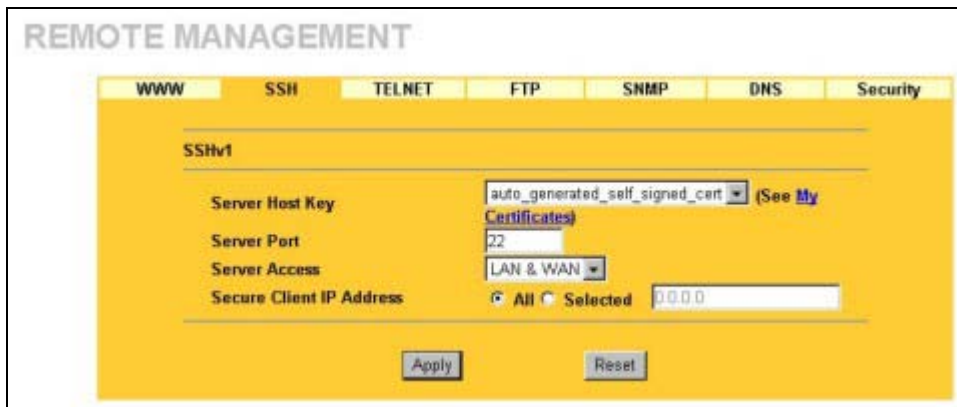 REMOTE MANAGEMENT
WWW SSH TELNET FTP SNMP DNS Security
SSHv1
Server Host Key auto_generated_self_signed_cert (See My
Certificates)
Server Port 22
Server Access LAN & WAN
Secure Client IP Address All Selected 0.0.0.0
Apply Reset